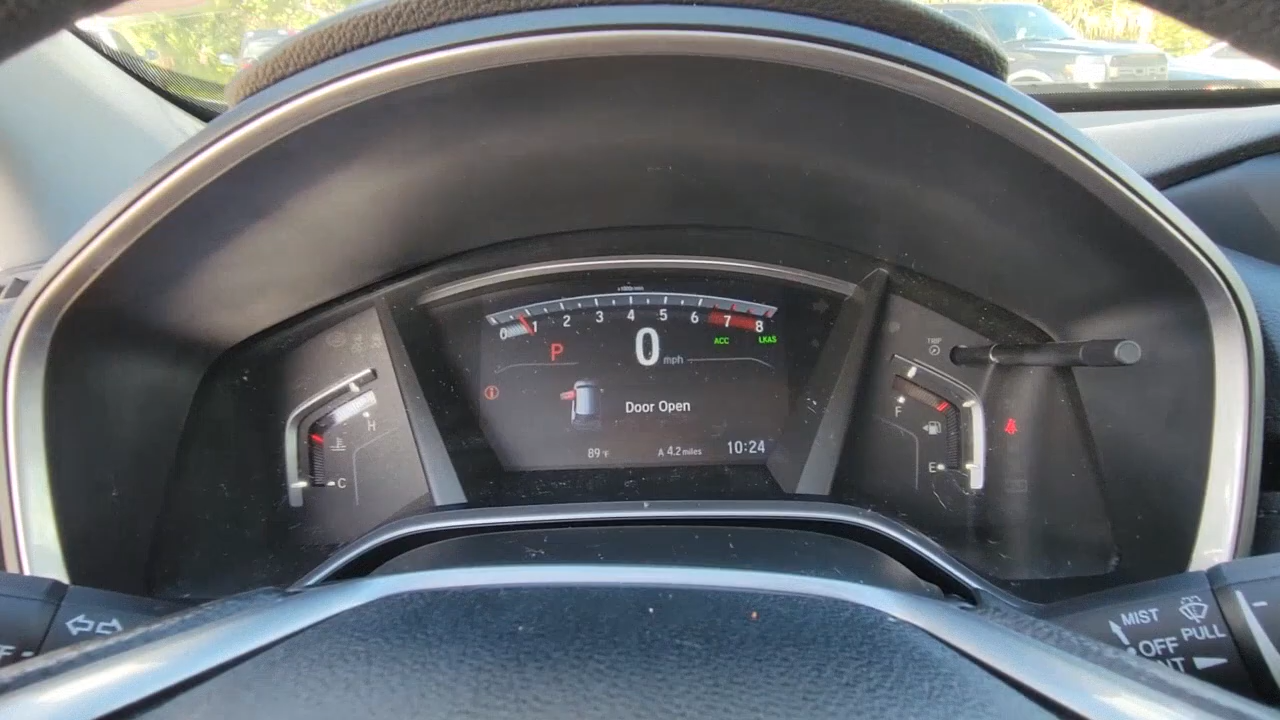 0 1 2 3 4 5 6 7 8
P
0 mph
ACC
LKAS
Door Open
89°F
A 4.2 miles
10:24
H
C
TRIP
F
E
MIST
OFF
PULL